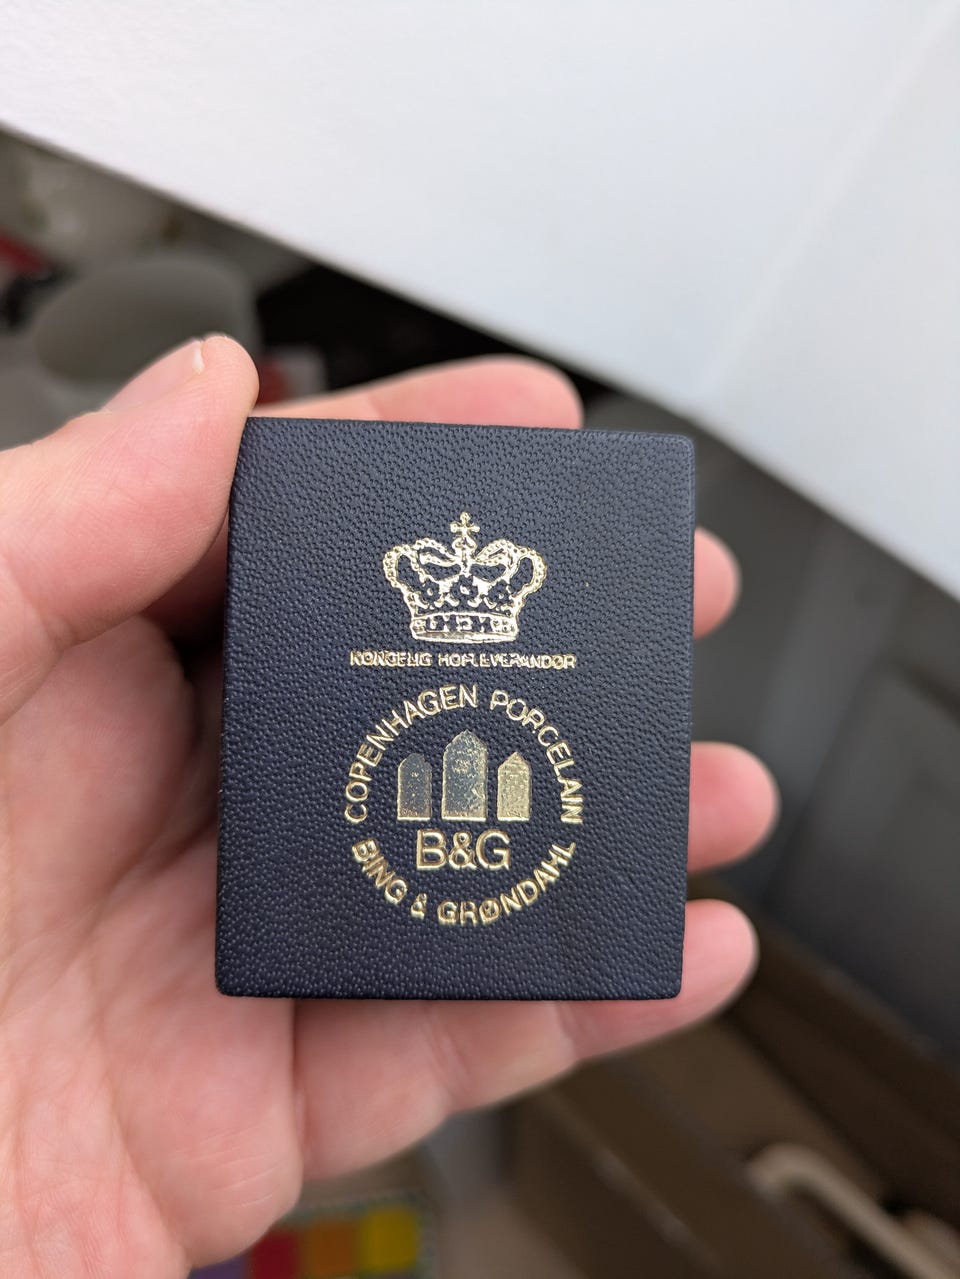 KONGELIG HOFLEVERANDØR
COPENHAGEN PORCELAIN
B&G
BING & GRØNDAHL